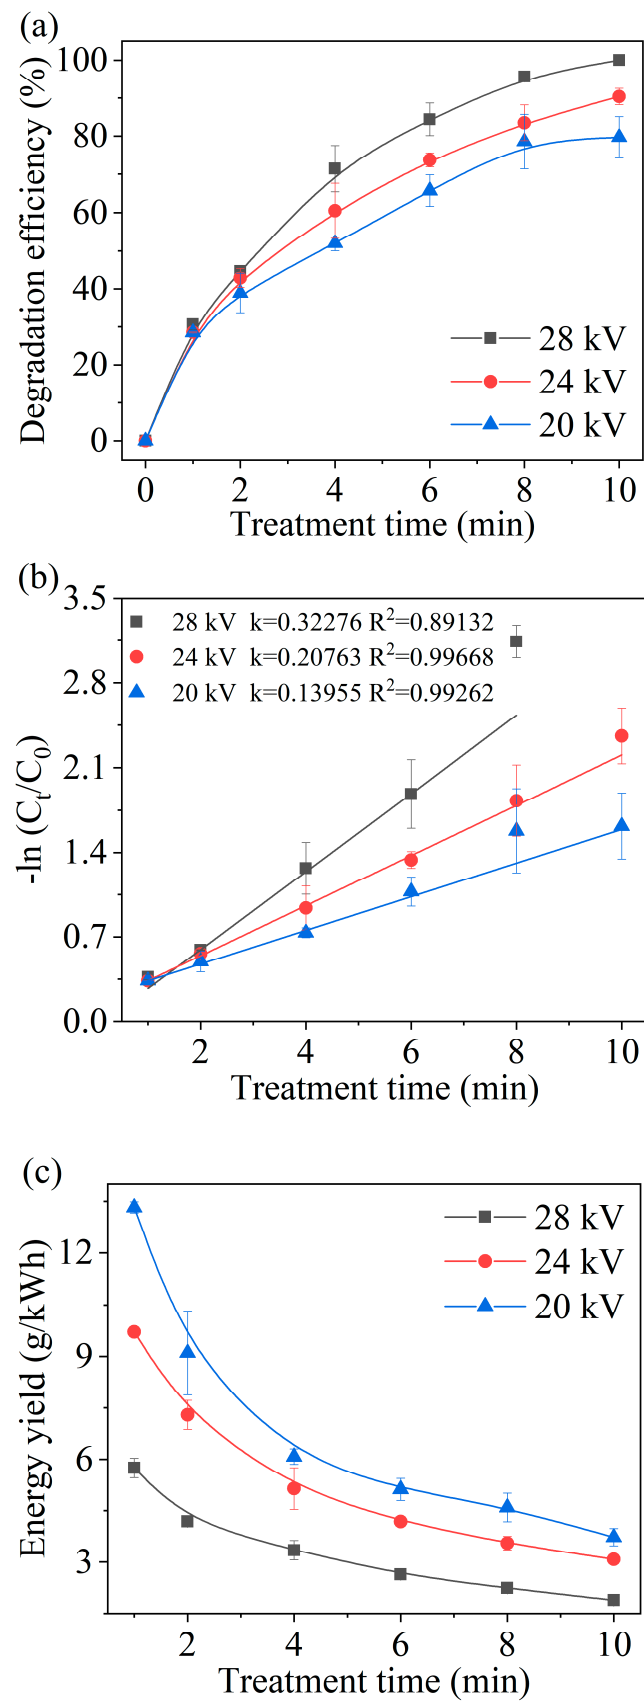 (a)
Degradation efficiency (%)
100
80
60
40
20
0
28 kV
24 kV
20 kV
0 2 4 6 8 10
Treatment time (min)
(b)
-ln (Cₜ/C₀)
3.5
2.8
2.1
1.4
0.7
0.0
28 kV k=0.32276 R²=0.89132
24 kV k=0.20763 R²=0.99668
20 kV k=0.13955 R²=0.99262
2 4 6 8 10
Treatment time (min)
(c)
Energy yield (g/kWh)
12
9
6
3
28 kV
24 kV
20 kV
2 4 6 8 10
Treatment time (min)